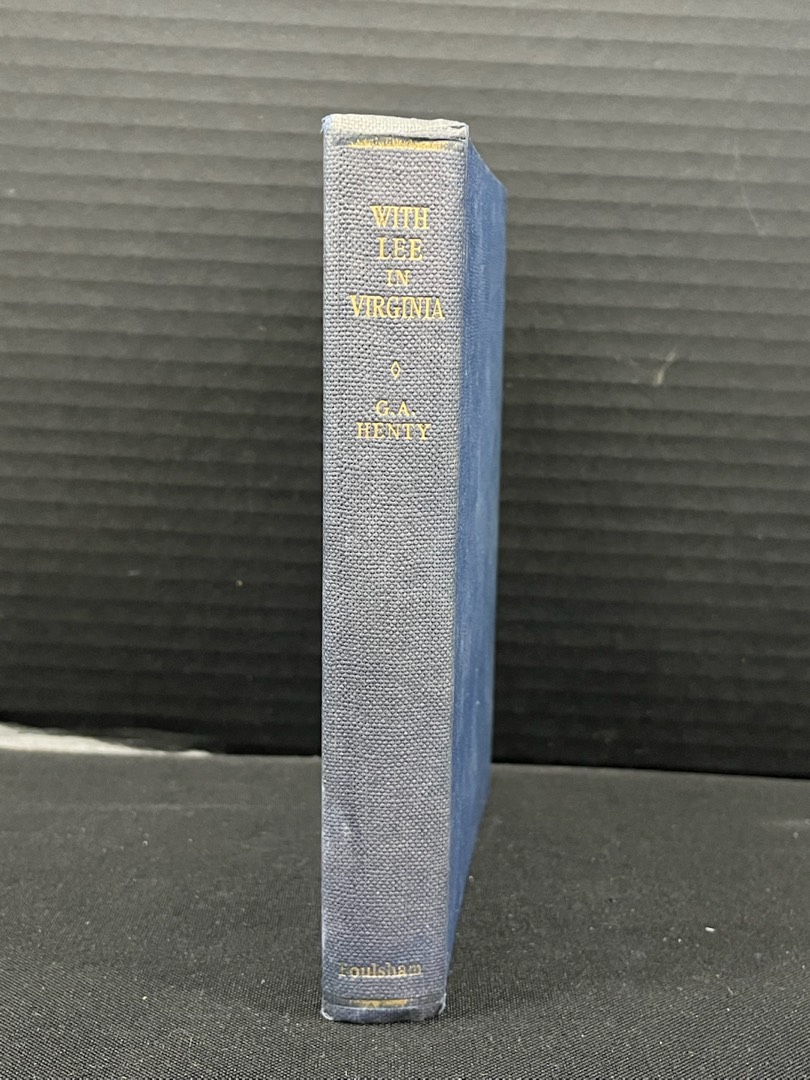 WITH
LEE
IN
VIRGINIA
G.A.
HENTY
foulsham